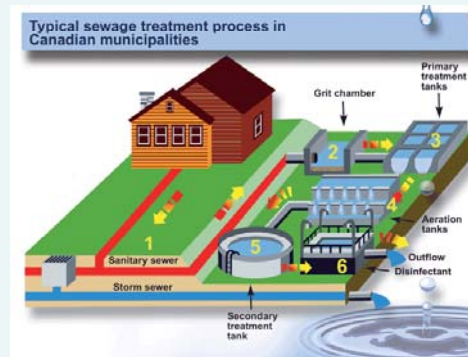 Typical sewage treatment process in
Canadian municipalities
Primary
treatment
tanks
Grit chamber
2
3
4
1
Aeration
tanks
5
6
Sanitary sewer
Outflow
Disinfectant
Storm sewer
Secondary
treatment
tank